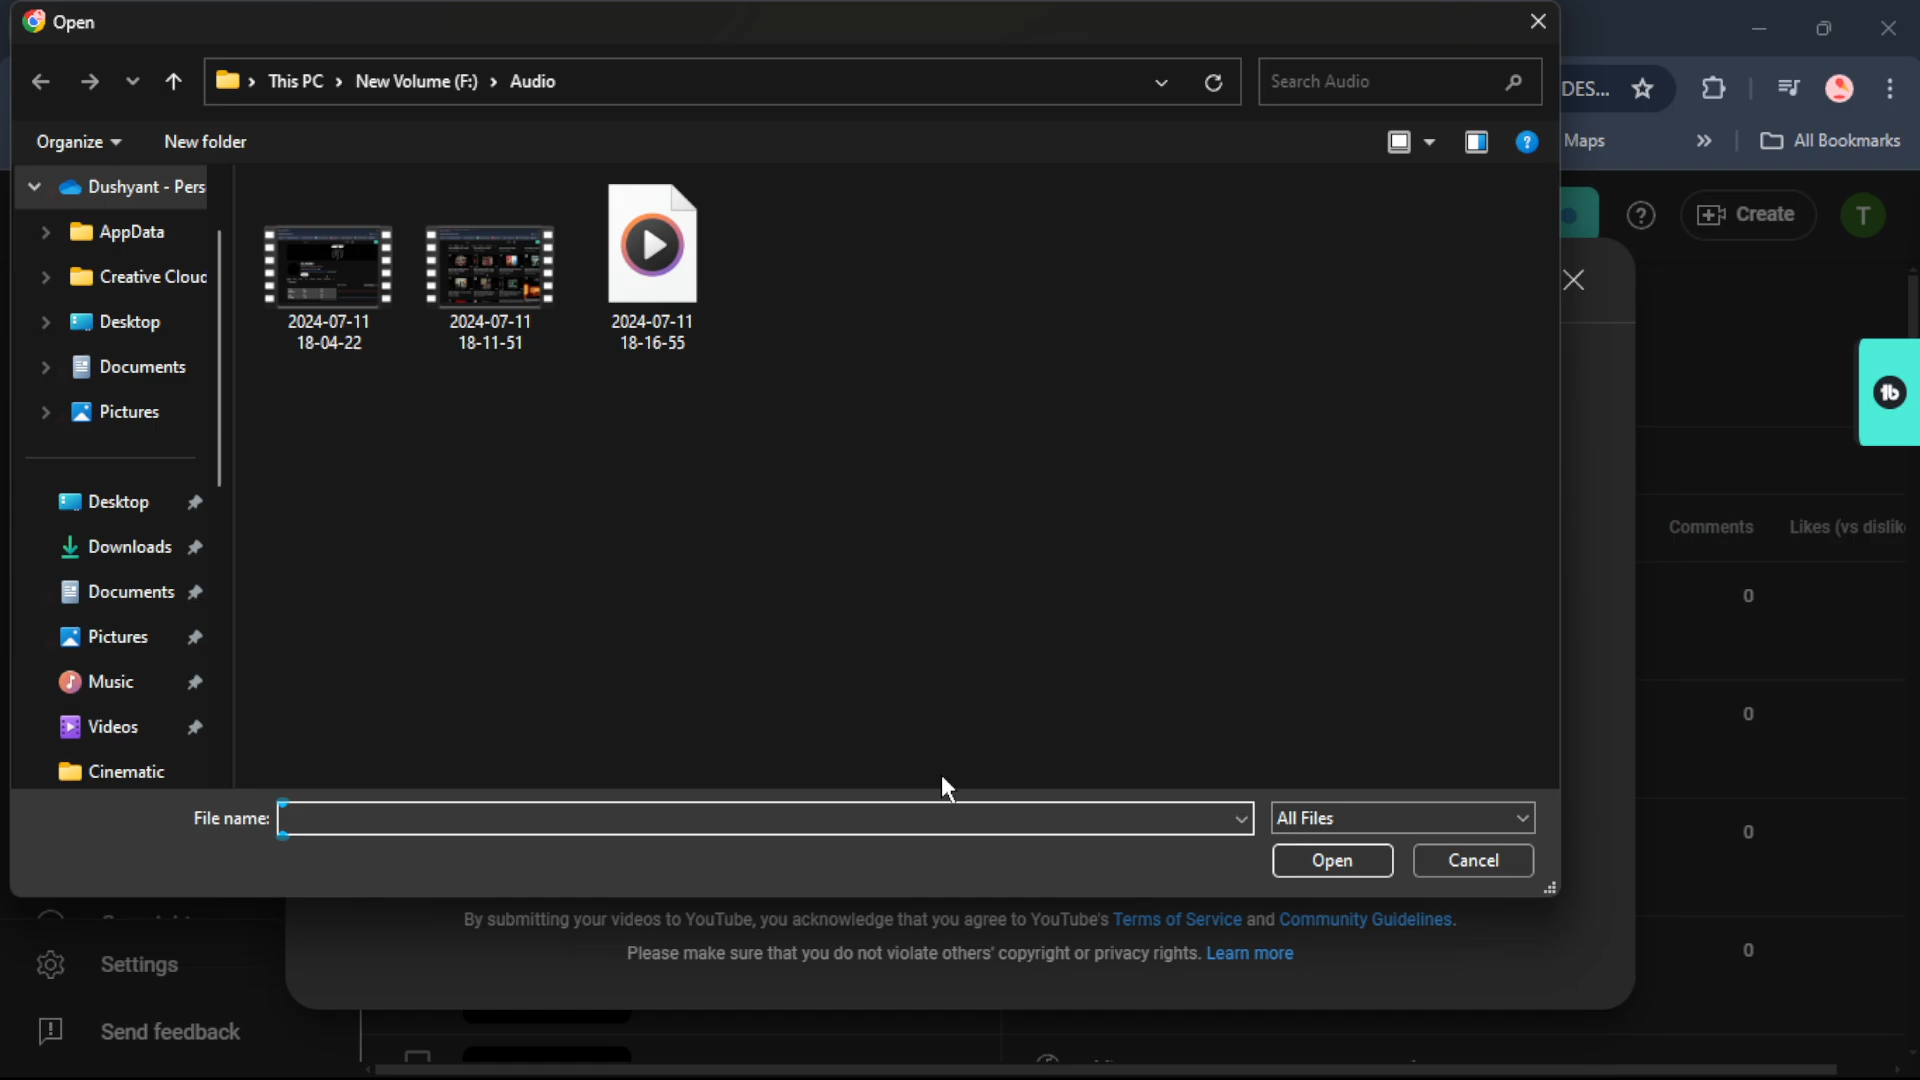 Open
This PC > New Volume (F:) > Audio
Search Audio
DES...
Organize
New folder
Maps
All Bookmarks
Dushyant - Pers
AppData
Creative Cloud
Desktop
Documents
Pictures
2024-07-11
18-04-22
2024-07-11
18-11-51
2024-07-11
18-16-55
Create
T
Desktop
Downloads
Documents
Pictures
Music
Videos
Cinematic
Comments
Likes (vs dislik
0
0
0
0
File name:
All Files
Open
Cancel
By submitting your videos to YouTube, you acknowledge that you agree to YouTube's Terms of Service and Community Guidelines.
Please make sure that you do not violate others' copyright or privacy rights. Learn more
Settings
Send feedback